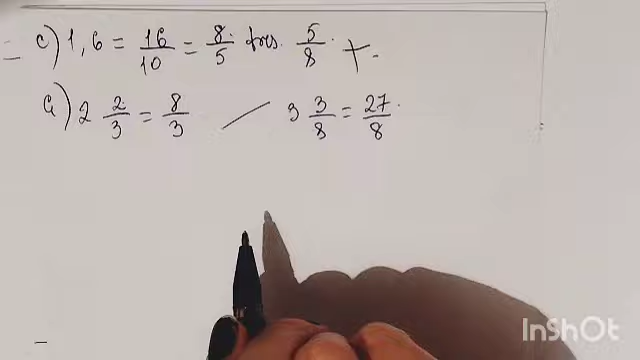 = c) 1,6 = 16/10 = 8/5 tres. 5/8 +.
G) 2 2/3 = 8/3 / 3 3/8 = 27/8
InShOt